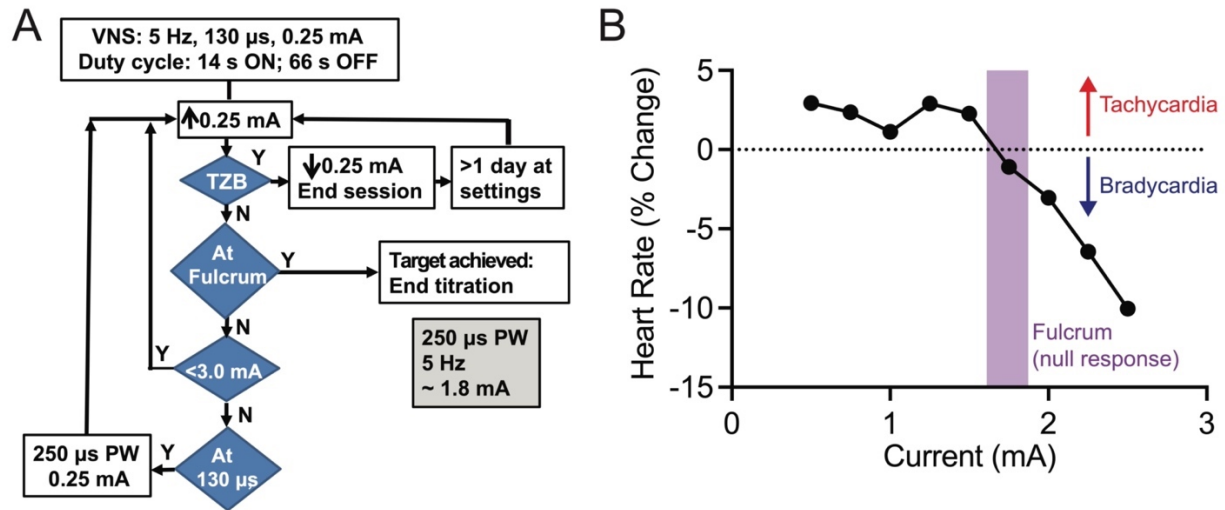 A
VNS: 5 Hz, 130 µs, 0.25 mA
Duty cycle: 14 s ON; 66 s OFF
↑0.25 mA
TZB
Y
N
↓0.25 mA
End session
>1 day at
settings
At
Fulcrum
Y
N
Target achieved:
End titration
<3.0 mA
Y
N
250 µs PW
5 Hz
~ 1.8 mA
At
130 µs
Y
250 µs PW
0.25 mA
B
Heart Rate (% Change)
5
0
-5
-10
-15
Tachycardia
Bradycardia
Fulcrum
(null response)
0
1
2
3
Current (mA)